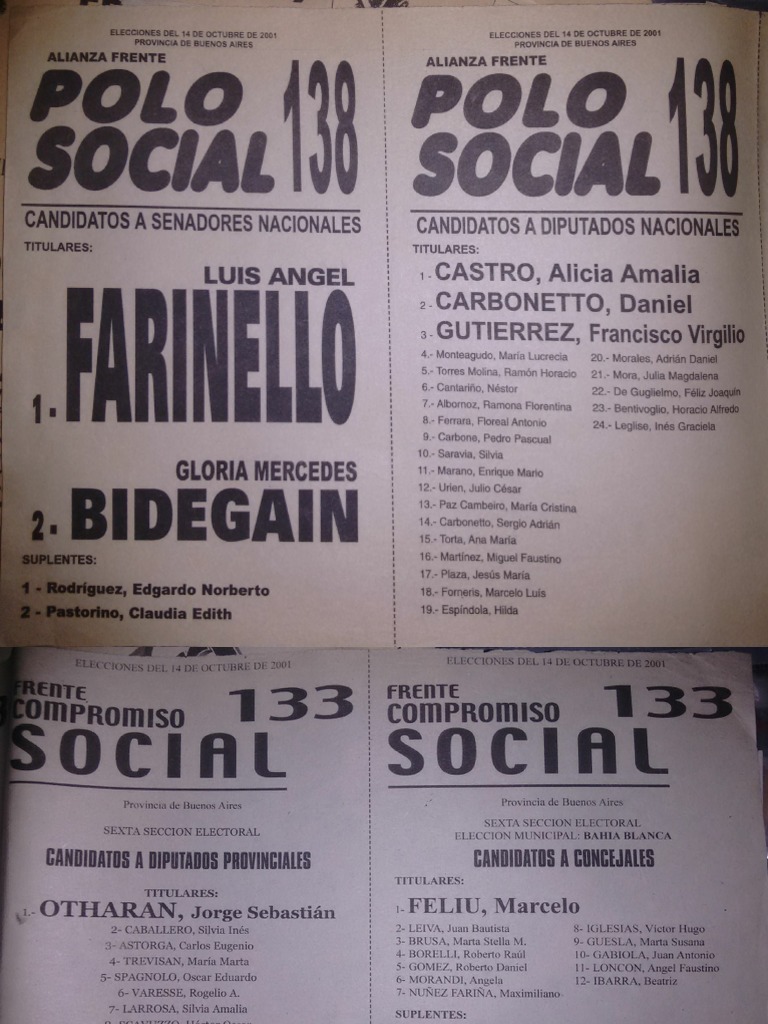 ELECCIONES DEL 14 DE OCTUBRE DE 2001
PROVINCIA DE BUENOS AIRES
ALIANZA FRENTE
POLO SOCIAL 138
CANDIDATOS A SENADORES NACIONALES
TITULARES:
LUIS ANGEL
1. FARINELLO
GLORIA MERCEDES
2. BIDEGAIN
SUPLENTES:
1 - Rodríguez, Edgardo Norberto
2 - Pastorino, Claudia Edith
ELECCIONES DEL 14 DE OCTUBRE DE 2001
PROVINCIA DE BUENOS AIRES
ALIANZA FRENTE
POLO SOCIAL 138
CANDIDATOS A DIPUTADOS NACIONALES
TITULARES:
1 - CASTRO, Alicia Amalia
2 - CARBONETTO, Daniel
3 - GUTIERREZ, Francisco Virgilio
4.- Monteagudo, María Lucrecia
5.- Torres Molina, Ramón Horacio
6.- Cantariño, Néstor
7.- Albornoz, Ramona Florentina
8.- Ferrara, Floreal Antonio
9.- Carbone, Pedro Pascual
10.- Saravia, Silvia
11.- Marano, Enrique Mario
12.- Urien, Julio César
13.- Paz Cambeiro, María Cristina
14.- Carbonetto, Sergio Adrián
15.- Torta, Ana María
16.- Martínez, Miguel Faustino
17.- Plaza, Jesús María
18.- Forneris, Marcelo Luis
19.- Espíndola, Hilda
20.- Morales, Adrián Daniel
21.- Mora, Julia Magdalena
22.- De Guglielmo, Féliz Joaquín
23.- Bentivoglio, Horacio Alfredo
24.- Leglise, Inés Graciela
ELECCIONES DEL 14 DE OCTUBRE DE 2001
FRENTE
COMPROMISO 133
SOCIAL
Provincia de Buenos Aires
SEXTA SECCION ELECTORAL
CANDIDATOS A DIPUTADOS PROVINCIALES
TITULARES:
1.- OTHARAN, Jorge Sebastián
2- CABALLERO, Silvia Inés
3- ASTORGA, Carlos Eugenio
4- TREVISAN, María Marta
5- SPAGNOLO, Oscar Eduardo
6- VARESSE, Rogelio A.
7- LARROSA, Silvia Amalia
ELECCIONES DEL 14 DE OCTUBRE DE 2001
FRENTE
COMPROMISO 133
SOCIAL
Provincia de Buenos Aires
SEXTA SECCION ELECTORAL
ELECCION MUNICIPAL: BAHIA BLANCA
CANDIDATOS A CONCEJALES
TITULARES:
1- FELIU, Marcelo
2- LEIVA, Juan Bautista
3- BRUSA, Marta Stella M.
4- BORELLI, Roberto Raúl
5- GOMEZ, Roberto Daniel
6- MORANDI, Angela
7- NUÑEZ FARIÑA, Maximiliano
8- IGLESIAS, Víctor Hugo
9- GUESLA, Marta Susana
10- GABIOLA, Juan Antonio
11- LONCON, Angel Faustino
12- IBARRA, Beatriz
SUPLENTES: